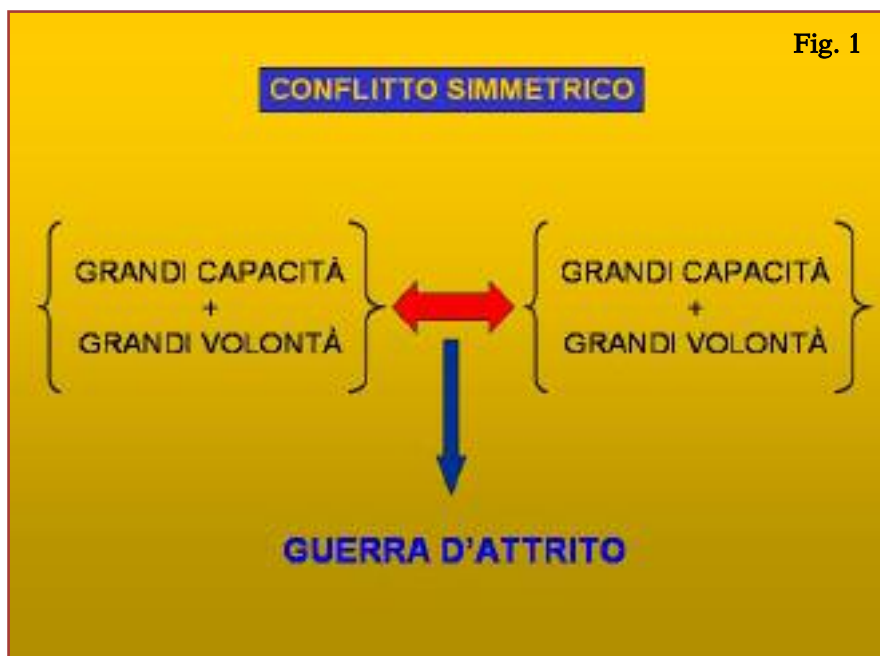 Fig. 1
CONFLITTO SIMMETRICO
GRANDI CAPACITÀ
+
GRANDI VOLONTÀ
GRANDI CAPACITÀ
+
GRANDI VOLONTÀ
GUERRA D'ATTRITO